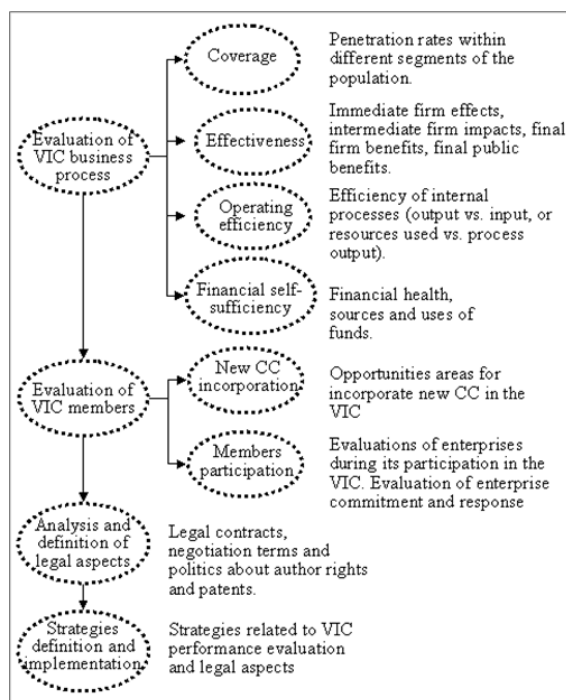 Coverage
Penetration rates within
different segments of the
population.
Evaluation of
VIC business
process
Effectiveness
Immediate firm effects,
intermediate firm impacts, final
firm benefits, final public
benefits.
Operating
efficiency
Efficiency of internal
processes (output vs. input, or
resources used vs. process
output).
Financial self-
sufficiency
Financial health,
sources and uses of
funds.
Evaluation of
VIC members
New CC
incorporation
Opportunities areas for
incorporate new CC in the
VIC
Members
participation
Evaluations of enterprises
during its participation in the
VIC. Evaluation of enterprise
commitment and response
Analysis and
definition of
legal aspects
Legal contracts,
negotiation terms and
politics about author rights
and patents.
Strategies
definition and
implementation
Strategies related to VIC
performance evaluation
and legal aspects